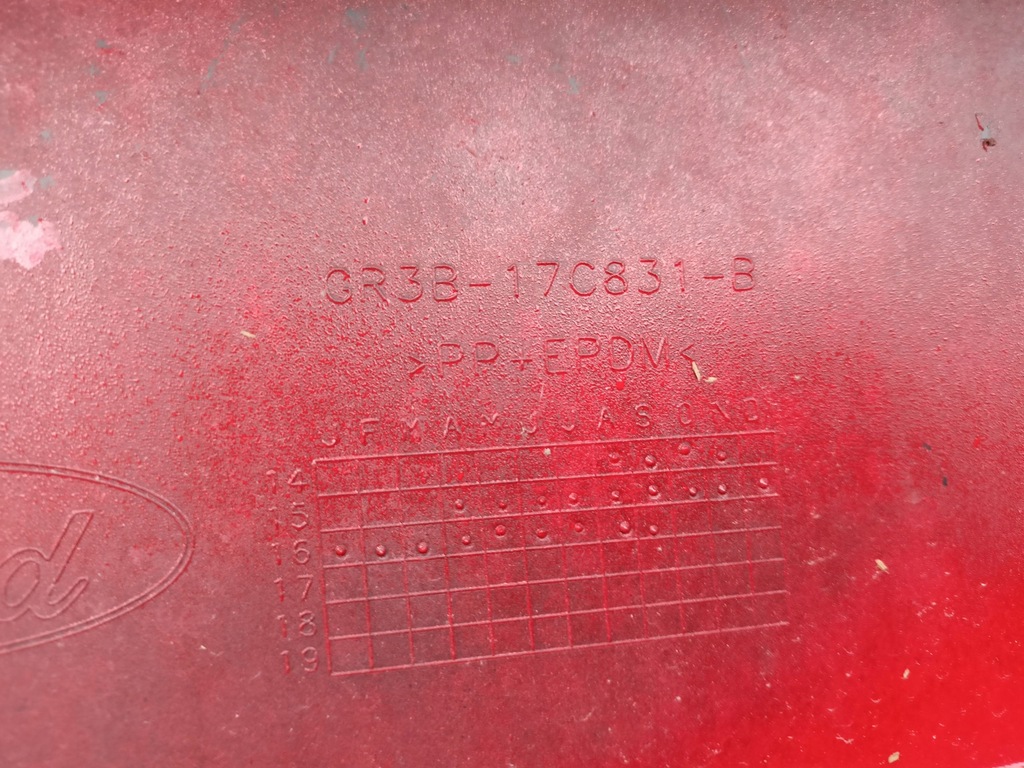 GR3B-17C831-B
>PP+EPDM<
J F M A M J J A S O N D
14
15
16
17
18
19